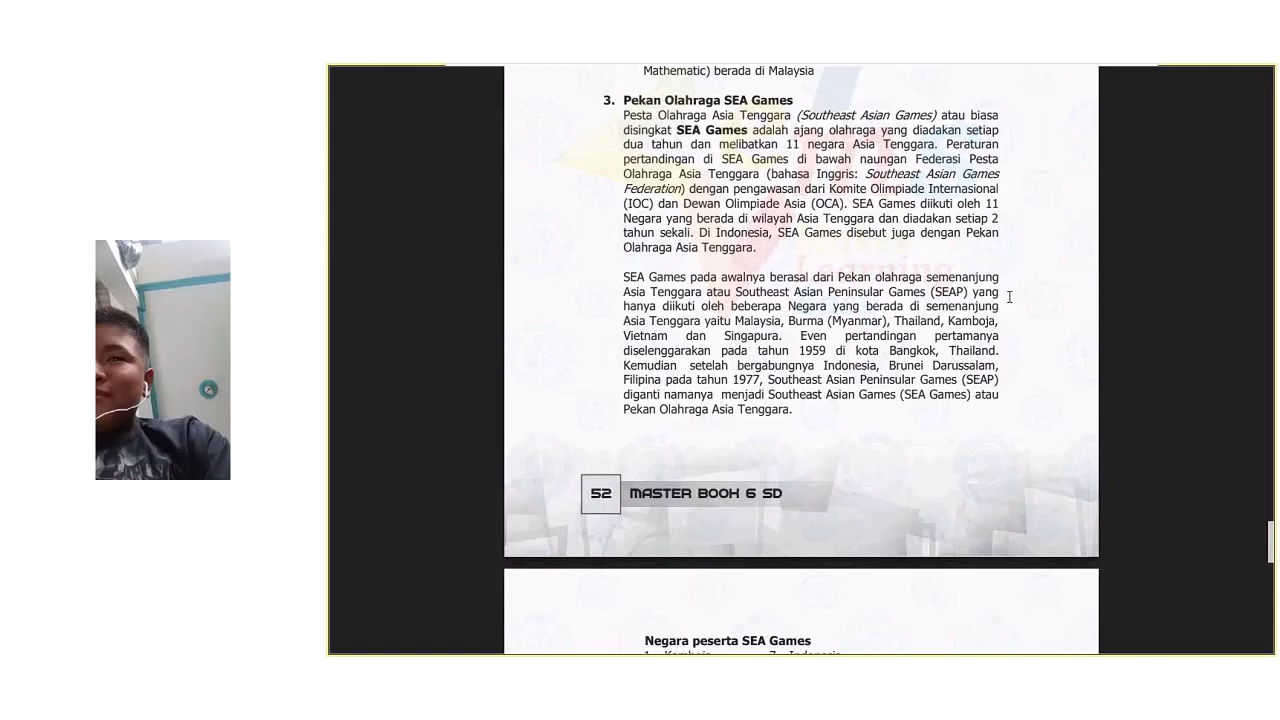 Mathematic) berada di Malaysia
3. Pekan Olahraga SEA Games
Pesta Olahraga Asia Tenggara (Southeast Asian Games) atau biasa
disingkat SEA Games adalah ajang olahraga yang diadakan setiap
dua tahun dan melibatkan 11 negara Asia Tenggara. Peraturan
pertandingan di SEA Games di bawah naungan Federasi Pesta
Olahraga Asia Tenggara (bahasa Inggris: Southeast Asian Games
Federation) dengan pengawasan dari Komite Olimpiade Internasional
(IOC) dan Dewan Olimpiade Asia (OCA). SEA Games diikuti oleh 11
Negara yang berada di wilayah Asia Tenggara dan diadakan setiap 2
tahun sekali. Di Indonesia, SEA Games disebut juga dengan Pekan
Olahraga Asia Tenggara.
Learning
SEA Games pada awalnya berasal dari Pekan olahraga semenanjung
Asia Tenggara atau Southeast Asian Peninsular Games (SEAP) yang
hanya diikuti oleh beberapa Negara yang berada di semenanjung
Asia Tenggara yaitu Malaysia, Burma (Myanmar), Thailand, Kamboja,
Vietnam dan Singapura. Even pertandingan pertamanya
diselenggarakan pada tahun 1959 di kota Bangkok, Thailand.
Kemudian setelah bergabungnya Indonesia, Brunei Darussalam,
Filipina pada tahun 1977, Southeast Asian Peninsular Games (SEAP)
diganti namanya menjadi Southeast Asian Games (SEA Games) atau
Pekan Olahraga Asia Tenggara.
52 MASTER BOOK 6 SD
Negara peserta SEA Games
1. Kamboja 7. Indonesia